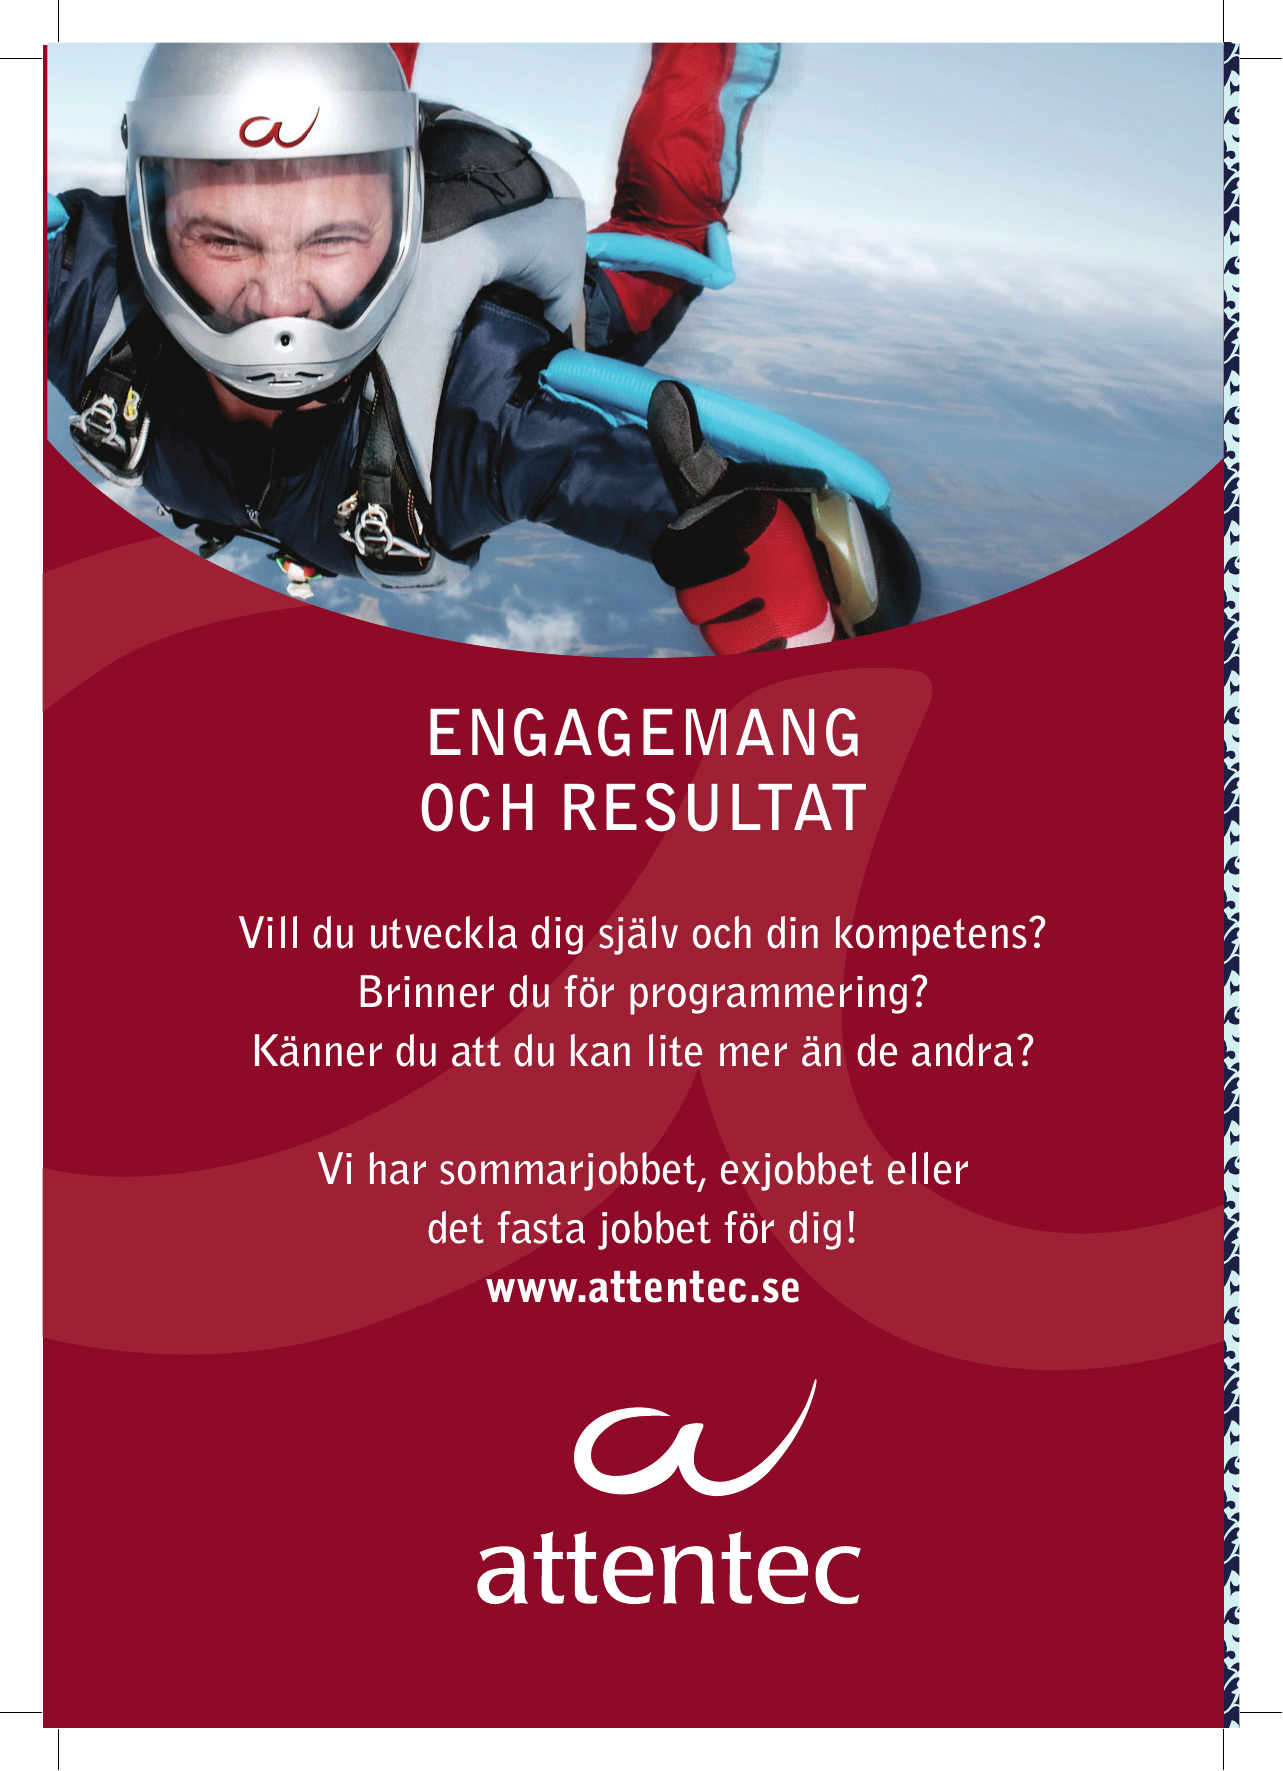 ENGAGEMANG
OCH RESULTAT
Vill du utveckla dig själv och din kompetens?
Brinner du för programmering?
Känner du att du kan lite mer än de andra?
Vi har sommarjobbet, exjobbet eller
det fasta jobbet för dig!
www.attentec.se
attentec